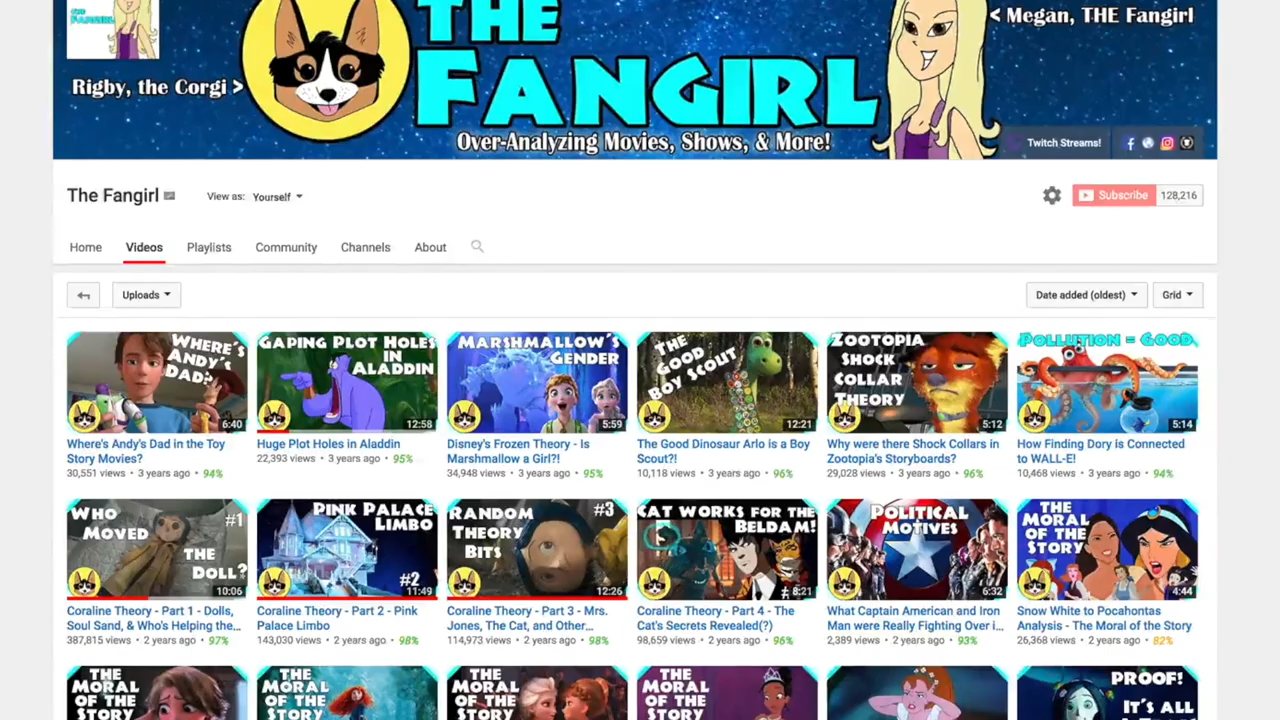 THE
FANGIRL
< Megan, THE Fangirl
Rigby, the Corgi >
Over-Analyzing Movies, Shows, & More!
Twitch Streams!
The Fangirl
View as: Yourself
Subscribe 128,216
Home Videos Playlists Community Channels About
Uploads
Date added (oldest) Grid
WHERE'S
ANDY'S
DAD?
6:40
GAPING PLOT HOLES
IN
ALADDIN
12:58
MARSHMALLOW'S
GENDER
5:59
THE
GOOD
BOY SCOUT
12:21
ZOOTOPIA
SHOCK
COLLAR
THEORY
5:12
POLLUTION = GOOD
5:14
Where's Andy's Dad in the Toy
Story Movies?
30,551 views • 3 years ago • 94%
Huge Plot Holes in Aladdin
22,393 views • 3 years ago • 95%
Disney's Frozen Theory - Is
Marshmallow a Girl?!
34,948 views • 3 years ago • 95%
The Good Dinosaur Arlo is a Boy
Scout?!
10,118 views • 3 years ago • 96%
Why were there Shock Collars in
Zootopia's Storyboards?
29,028 views • 3 years ago • 96%
How Finding Dory is Connected
to WALL-E!
10,468 views • 3 years ago • 94%
WHO
MOVED
THE
DOLL?
#1
10:06
PINK PALACE
LIMBO
#2
11:49
RANDOM
THEORY
BITS
#3
12:26
CAT WORKS FOR THE
BELDAM!
8:21
POLITICAL
MOTIVES
6:32
THE
MORAL
OF THE
STORY
4:44
Coraline Theory - Part 1 - Dolls,
Soul Sand, & Who's Helping the...
387,815 views • 2 years ago • 97%
Coraline Theory - Part 2 - Pink
Palace Limbo
143,030 views • 2 years ago • 98%
Coraline Theory - Part 3 - Mrs.
Jones, The Cat, and Other...
114,973 views • 2 years ago • 98%
Coraline Theory - Part 4 - The
Cat's Secrets Revealed(?)
98,659 views • 2 years ago • 96%
What Captain American and Iron
Man were Really Fighting Over i...
2,389 views • 2 years ago • 93%
Snow White to Pocahontas
Analysis - The Moral of the Story
26,368 views • 2 years ago • 82%
THE
MORAL
OF THE
STORY
THE
MORAL
OF THE
STORY
THE
MORAL
OF THE
STORY
THE
MORAL
OF THE
STORY
PROOF!
IT'S ALL